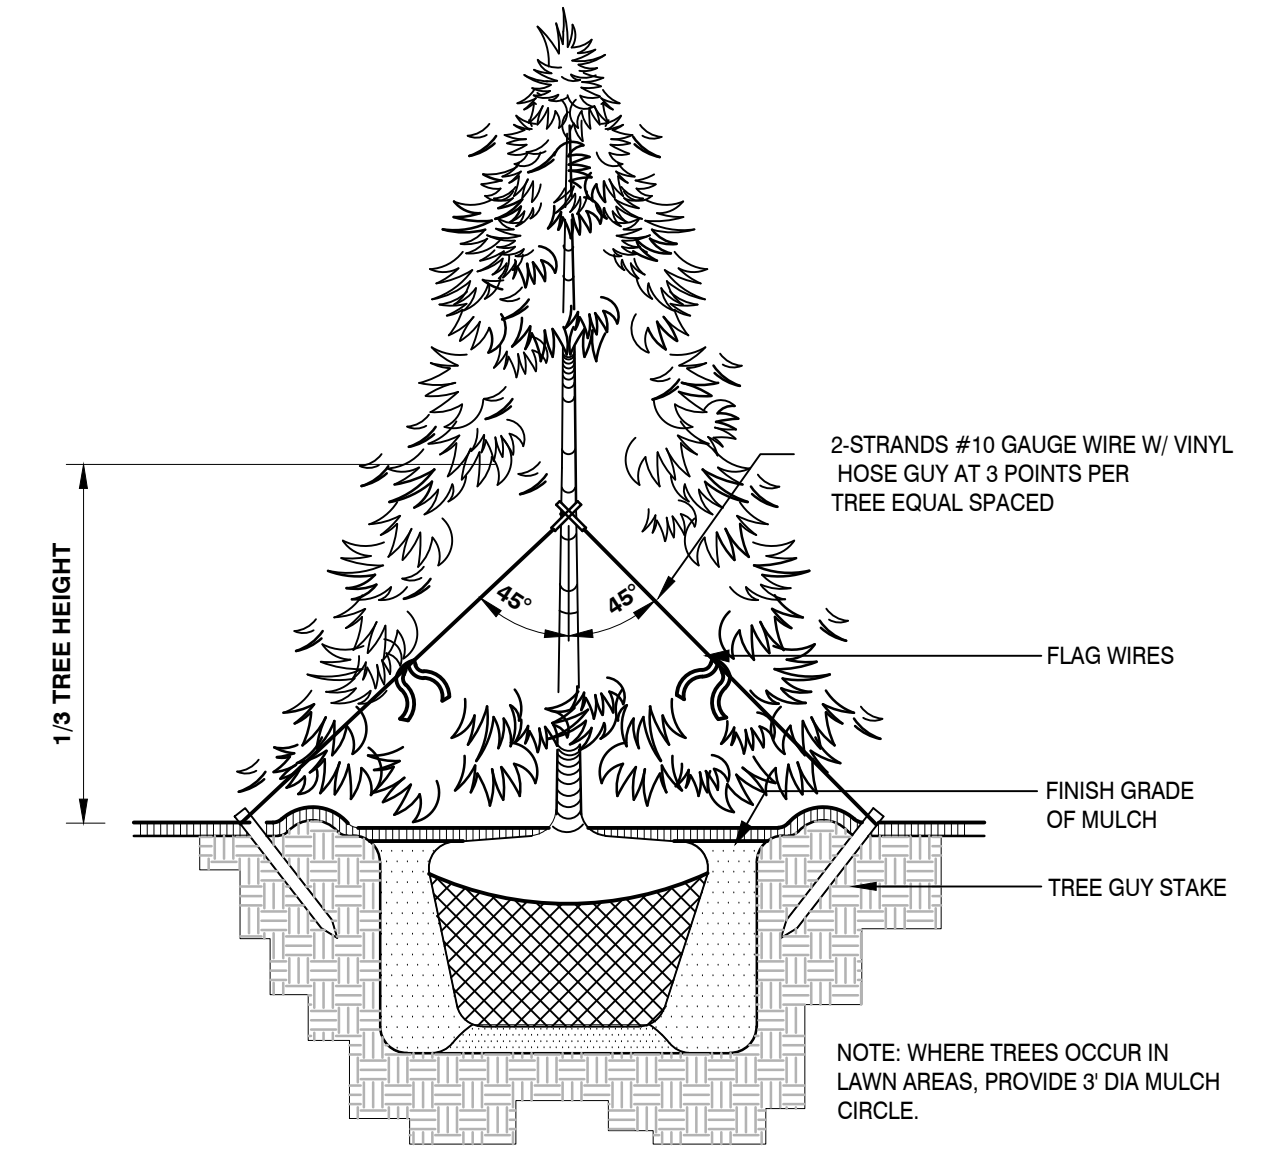 2-STRANDS #10 GAUGE WIRE W/ VINYL
HOSE GUY AT 3 POINTS PER
TREE EQUAL SPACED
1/3 TREE HEIGHT
45°
45°
FLAG WIRES
FINISH GRADE
OF MULCH
TREE GUY STAKE
NOTE: WHERE TREES OCCUR IN
LAWN AREAS, PROVIDE 3' DIA MULCH
CIRCLE.